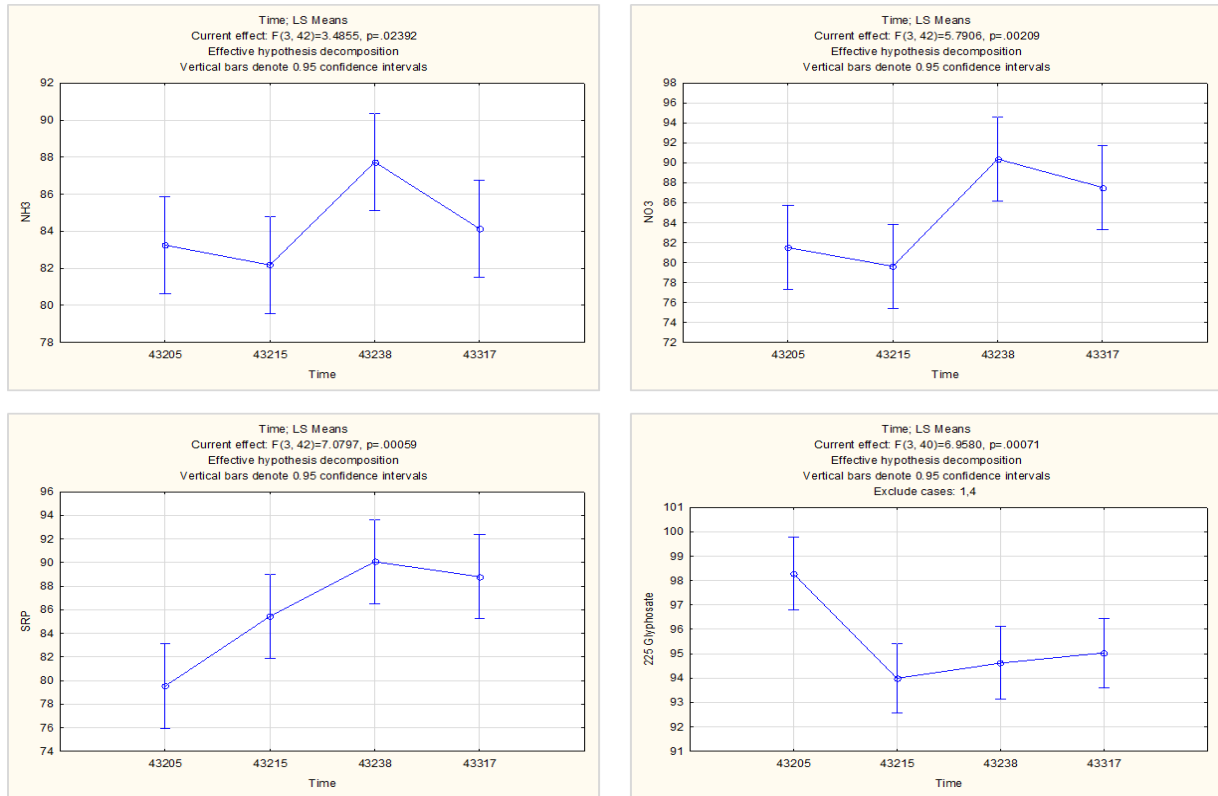 Time; LS Means
Current effect: F(3, 42)=3.4855, p=.02392
Effective hypothesis decomposition
Vertical bars denote 0.95 confidence intervals
92
90
88
86
84
82
80
78
NH3
43205 43215 43238 43317
Time
Time; LS Means
Current effect: F(3, 42)=5.7906, p=.00209
Effective hypothesis decomposition
Vertical bars denote 0.95 confidence intervals
98
96
94
92
90
88
86
84
82
80
78
76
74
72
NO3
43205 43215 43238 43317
Time
Time; LS Means
Current effect: F(3, 42)=7.0797, p=.00059
Effective hypothesis decomposition
Vertical bars denote 0.95 confidence intervals
96
94
92
90
88
86
84
82
80
78
76
74
SRP
43205 43215 43238 43317
Time
Time; LS Means
Current effect: F(3, 40)=6.9580, p=.00071
Effective hypothesis decomposition
Vertical bars denote 0.95 confidence intervals
Exclude cases: 1,4
101
100
99
98
97
96
95
94
93
92
91
225 Glyphosate
43205 43215 43238 43317
Time